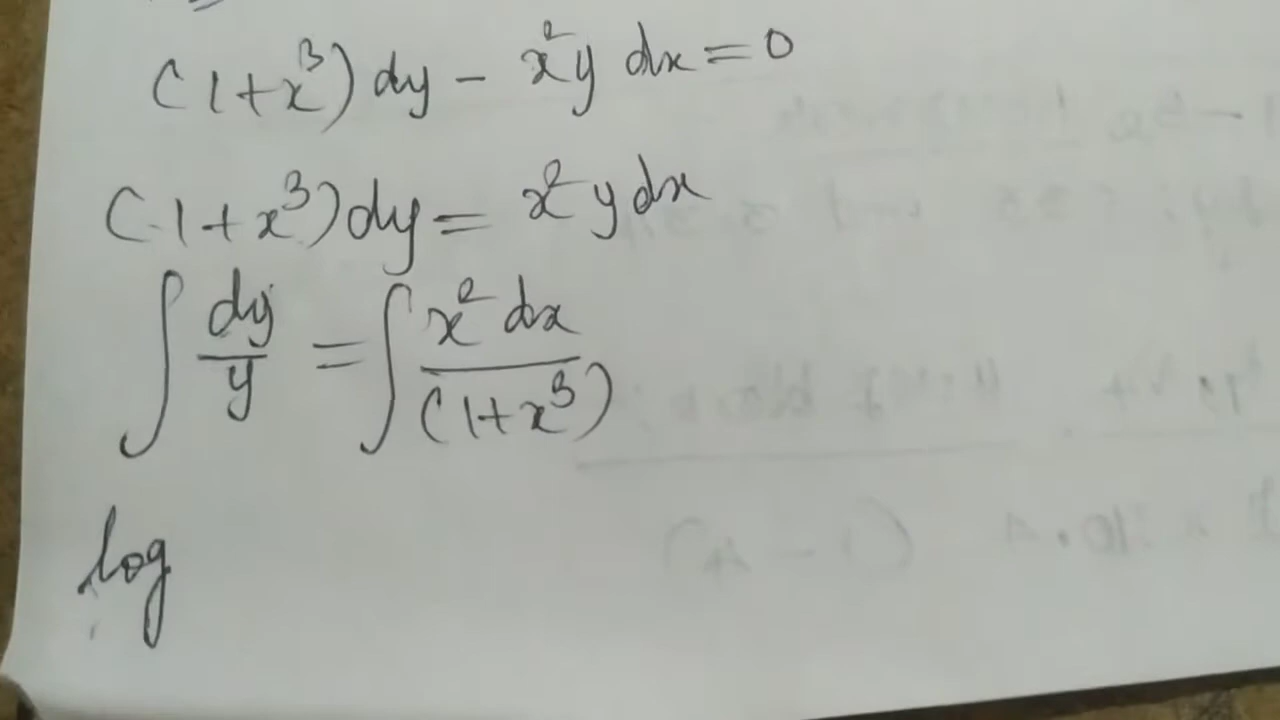 (1+x³) dy - x²y dx = 0
(1+x³)dy = x²y dx
∫ dy/y = ∫ x² dx/(1+x³)
log